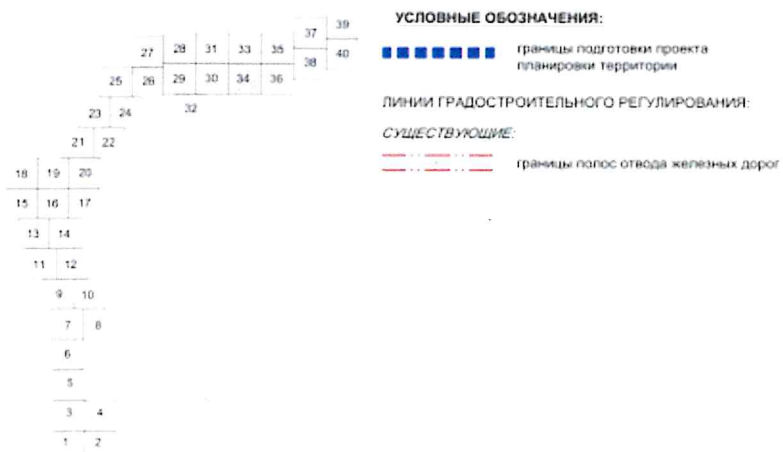 39
37
УСЛОВНЫЕ ОБОЗНАЧЕНИЯ:
27 28 31 33 35
38 40
границы подготовки проекта
планировки территории
25 26 29 30 34 36
32
ЛИНИИ ГРАДОСТРОИТЕЛЬНОГО РЕГУЛИРОВАНИЯ:
23 24
СУЩЕСТВУЮЩИЕ:
21 22
границы полос отвода железных дорог
18 19 20
15 16 17
13 14
11 12
9 10
7 8
6
5
3 4
1 2